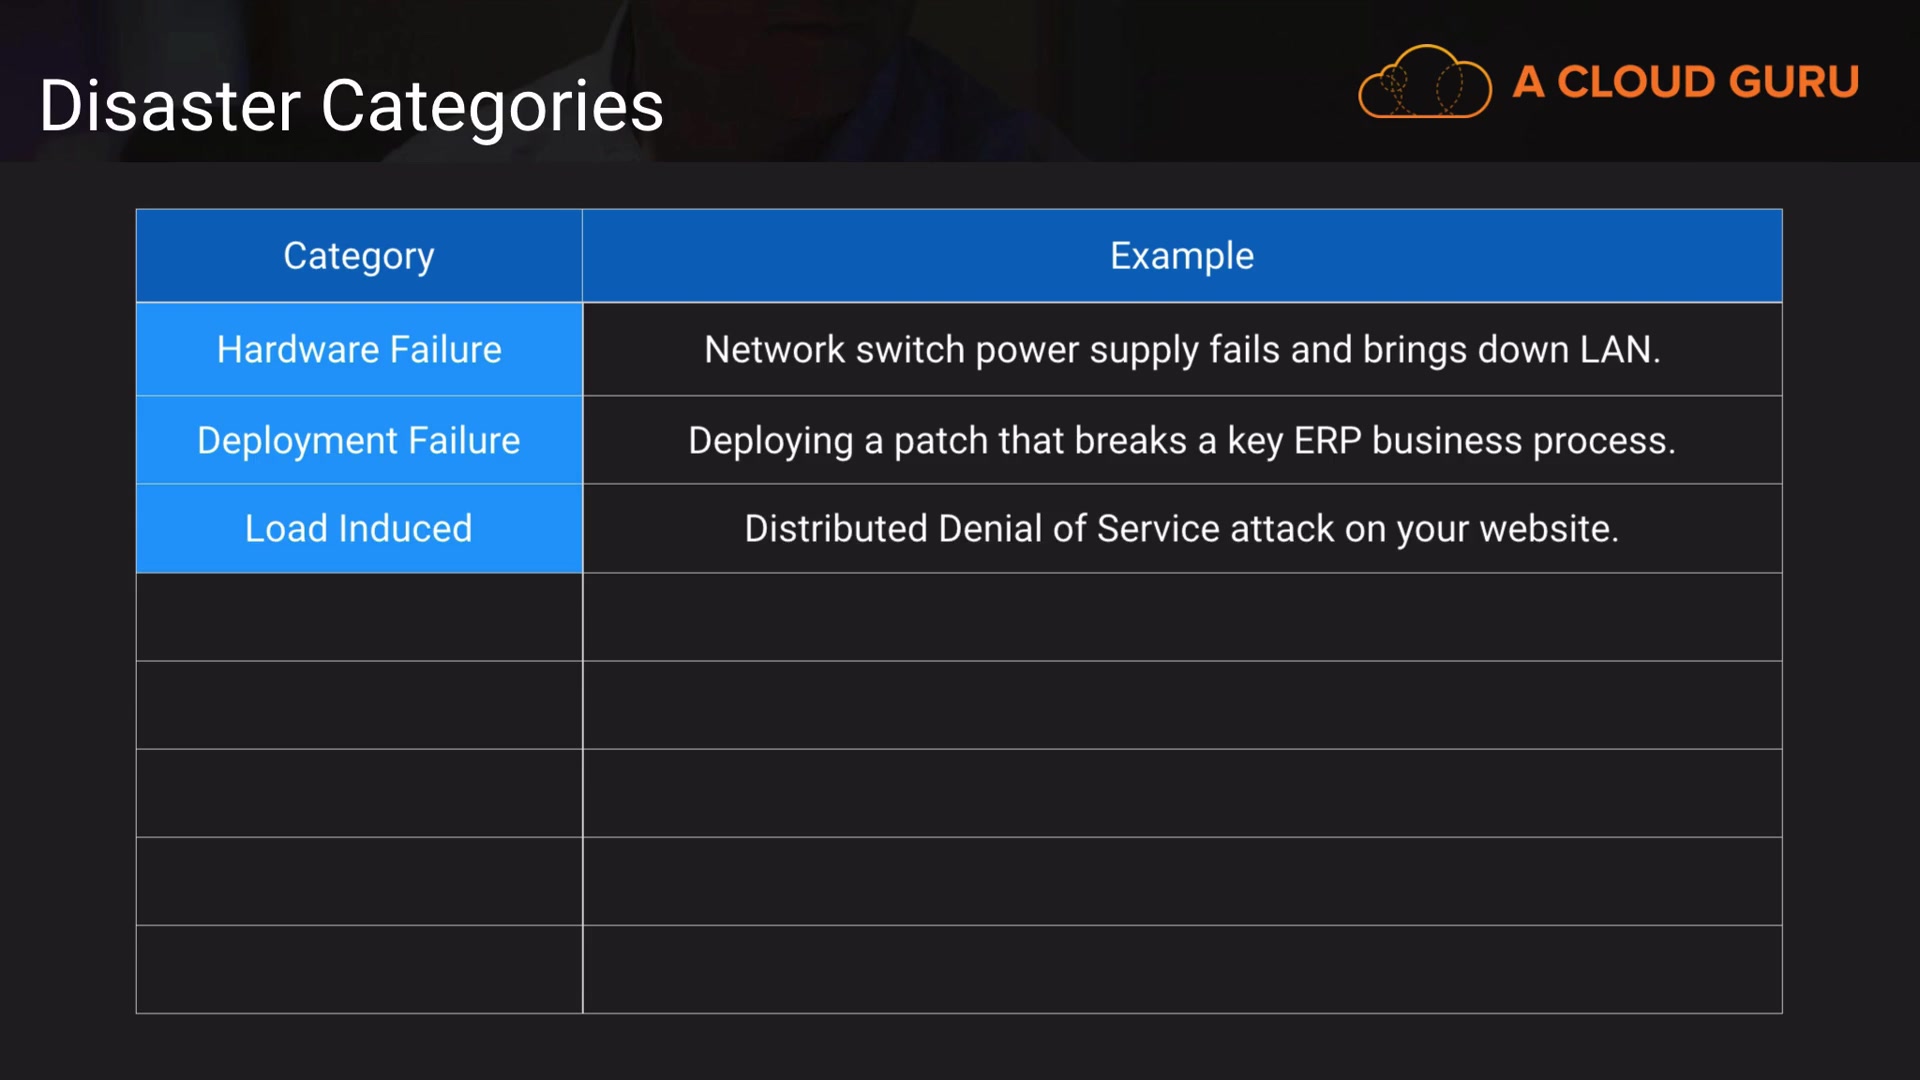 Disaster Categories
A CLOUD GURU
Category Example
Hardware Failure Network switch power supply fails and brings down LAN.
Deployment Failure Deploying a patch that breaks a key ERP business process.
Load Induced Distributed Denial of Service attack on your website.